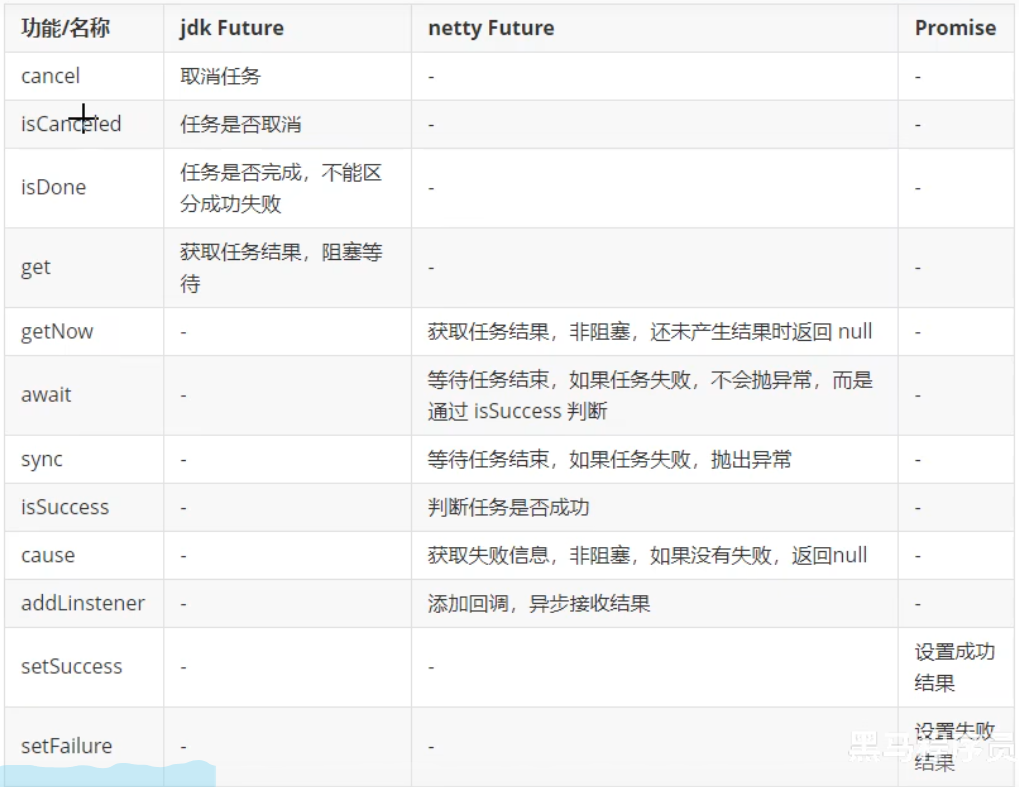 功能/名称 jdk Future netty Future Promise
cancel 取消任务 - -
isCanceled 任务是否取消 - -
isDone 任务是否完成，不能区 - -
分成功失败
get 获取任务结果，阻塞等 - -
待
getNow - 获取任务结果，非阻塞，还未产生结果时返回 null -
await - 等待任务结束，如果任务失败，不会抛异常，而是 -
通过 isSuccess 判断
sync - 等待任务结束，如果任务失败，抛出异常 -
isSuccess - 判断任务是否成功 -
cause - 获取失败信息，非阻塞，如果没有失败，返回null -
addLinstener - 添加回调，异步接收结果 -
setSuccess - - 设置成功
结果
setFailure - - 设置失败
结果
黑马程序员